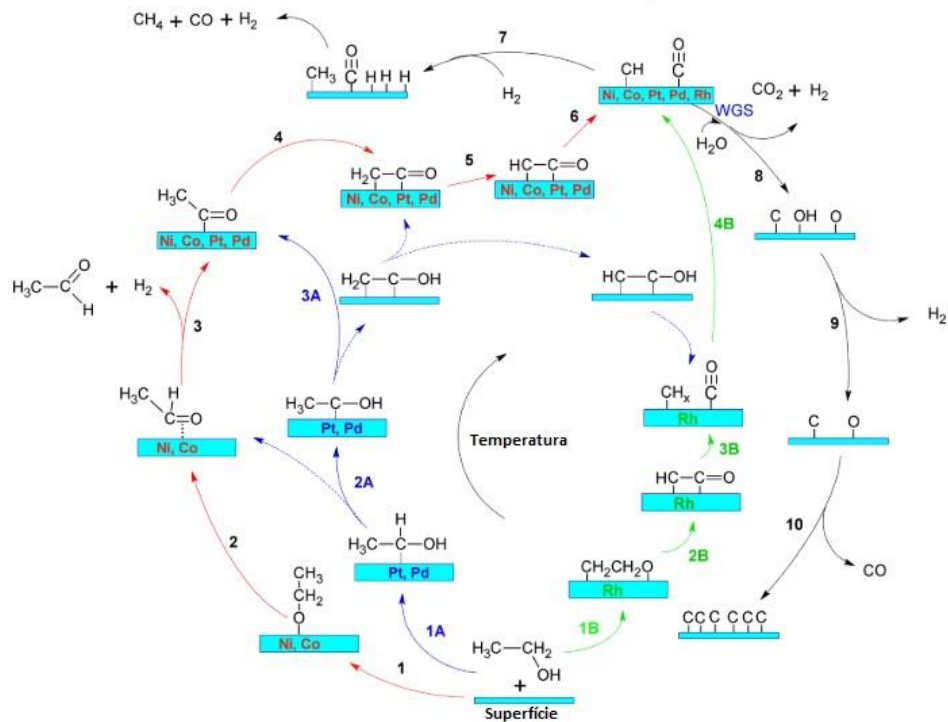 CH4 + CO + H2
7
O
C
CH3
H H H
H2
CH
O
C
Ni, Co, Pt, Pd, Rh
CO2 + H2
WGS
H2O
8
4
6
5
H2C—C=O
Ni, Co, Pt, Pd
HC—C=O
Ni, Co, Pt, Pd
4B
C OH O
H3C
C=O
Ni, Co, Pt, Pd
H2C—C—OH
HC—C—OH
3A
O
H3C—C
H
+ H2
3
9
H2
H
H3C
C=O
Ni, Co
H3C—C—OH
Pt, Pd
Temperatura
O
CHx C
Rh
3B
C O
2A
HC—C=O
Rh
2
H
H3C—C—OH
Pt, Pd
2B
10
CO
CH3
CH2
O
Ni, Co
CH2CH2O
Rh
C C C C C C
1A
1B
H3C—CH2
OH
1
+
Superfície